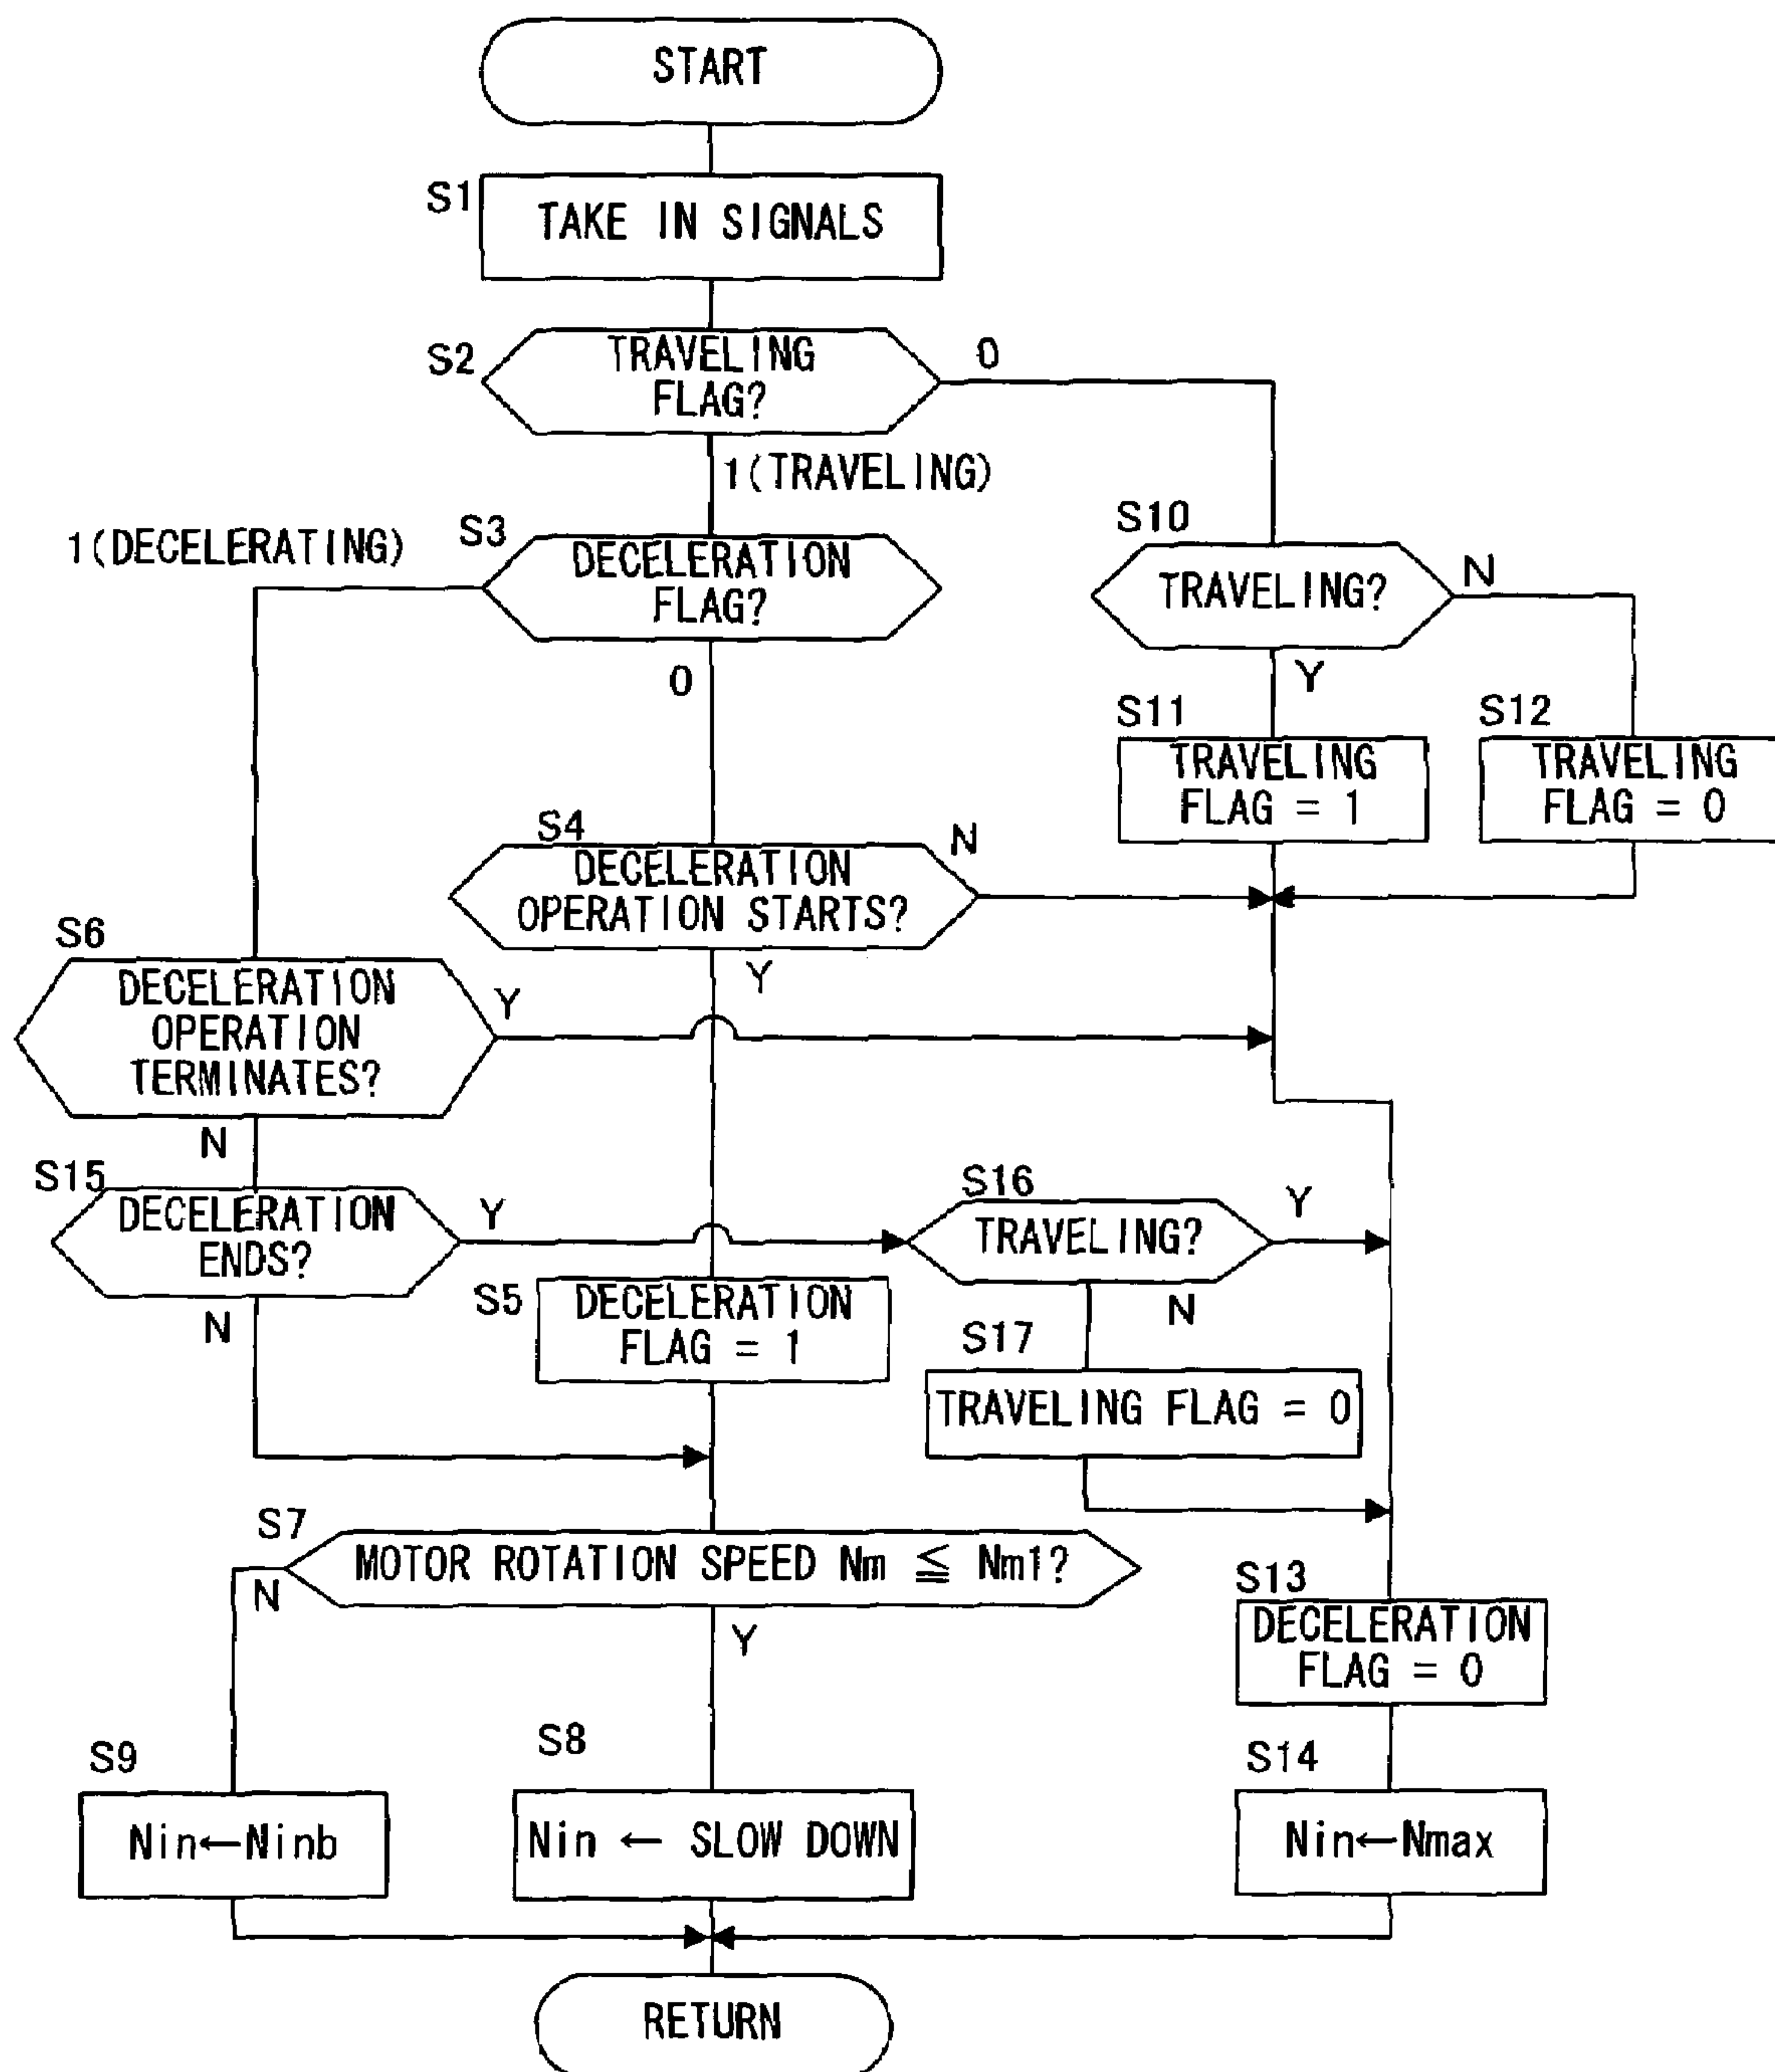 START
S1
TAKE IN SIGNALS
S2
TRAVELING
FLAG?
0
1(TRAVELING)
1(DECELERATING)
S3
DECELERATION
FLAG?
0
S10
TRAVELING?
N
Y
S11
TRAVELING
FLAG = 1
S12
TRAVELING
FLAG = 0
S4
DECELERATION
OPERATION STARTS?
N
Y
S6
DECELERATION
OPERATION
TERMINATES?
Y
N
S15
DECELERATION
ENDS?
Y
N
S16
TRAVELING?
Y
N
S5
DECELERATION
FLAG = 1
S17
TRAVELING FLAG = 0
S7
MOTOR ROTATION SPEED Nm ≦ Nm1?
N
Y
S13
DECELERATION
FLAG = 0
S9
Nin←Ninb
S8
Nin ← SLOW DOWN
S14
Nin←Nmax
RETURN